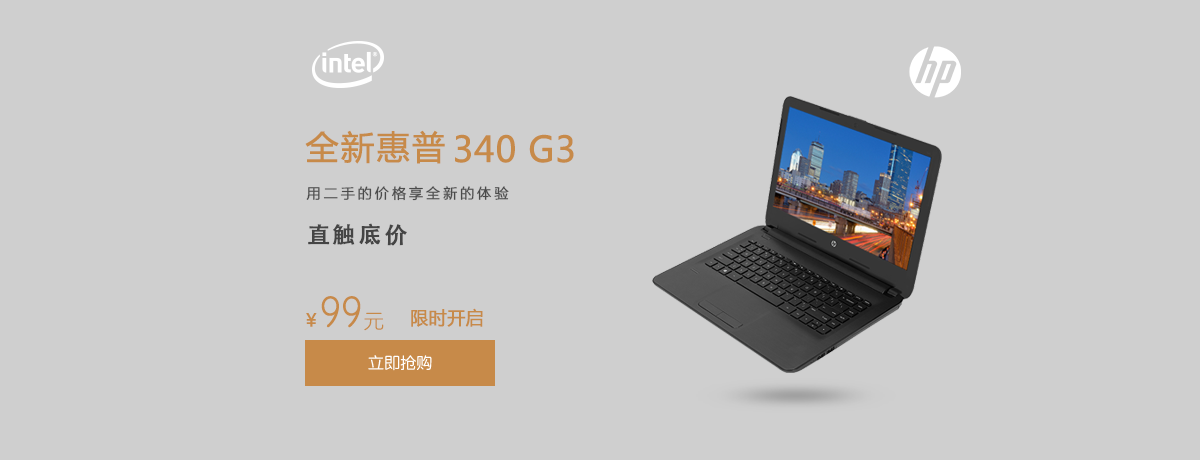 intel
hp
全新惠普 340 G3
用二手的价格享全新的体验
直触底价
¥99元 限时开启
立即抢购